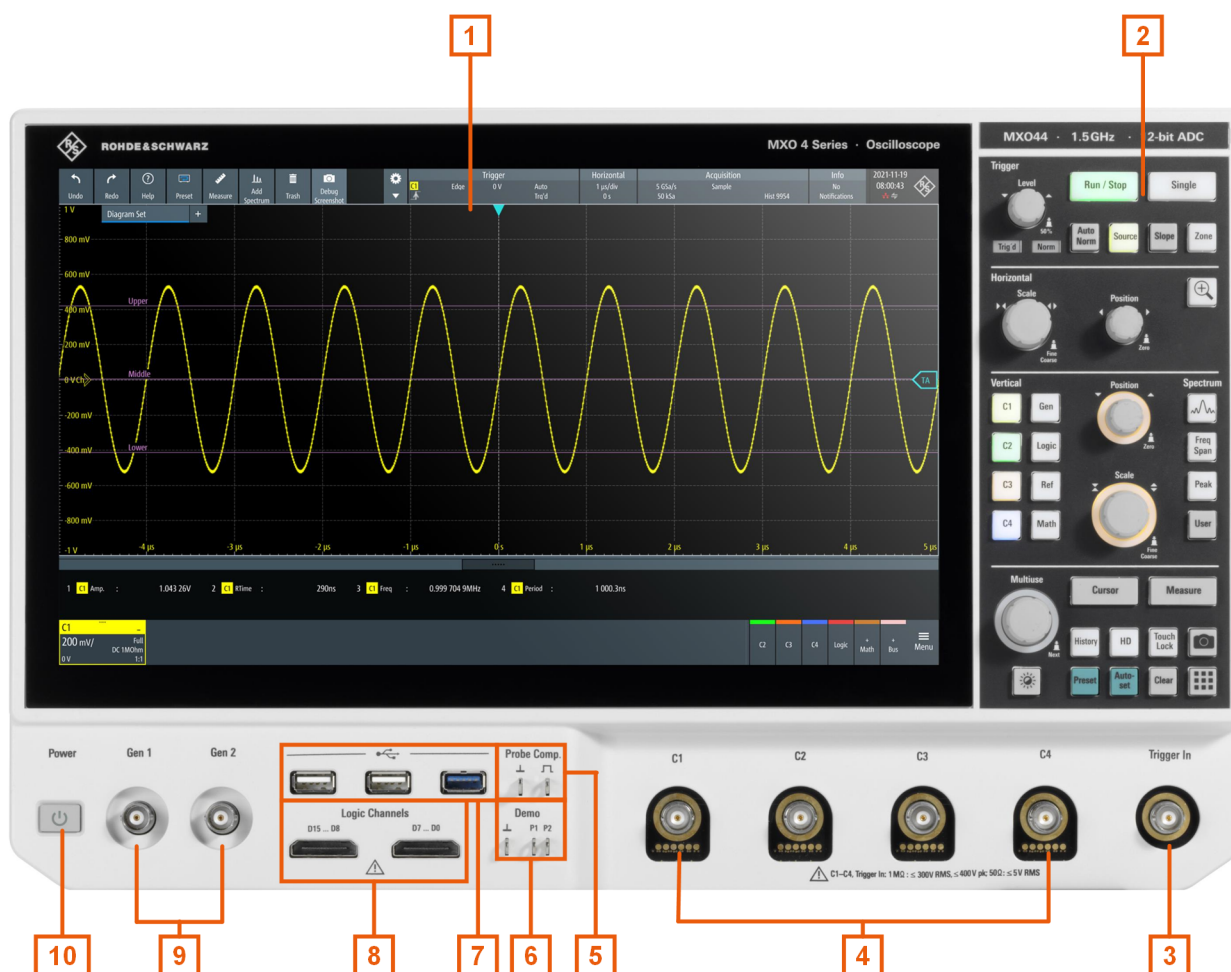 1
2
ROHDE&SCHWARZ
MXO 4 Series · Oscilloscope
MXO44 · 1.5GHz · 2-bit ADC
Undo
Redo
Help
Preset
Measure
Add Spectrum
Trash
Debug Screenshot
Trigger
C1 Edge 0 V Auto
Trq'd
Horizontal
1 µs/div
0 s
Acquisition
5 GSa/s Sample
50 kSa Hist 9954
Info
No
Notifications
2021-11-19
08:00:43
R&S
Diagram Set +
1 V
800 mV
600 mV
400 mV
200 mV
0 V Ch
-200 mV
-400 mV
-600 mV
-800 mV
-1 V
Upper
Middle
Lower
TA
-4 µs -3 µs -2 µs -1 µs 0 s 1 µs 2 µs 3 µs 4 µs 5 µs
1 C1 Amp. : 1.043 26V 2 C1 RTime : 290ns 3 C1 Freq : 0.999 704 9MHz 4 C1 Period : 1 000.3ns
C1
200 mV/ Full
DC 1MOhm
0 V 1:1
C2 C3 C4 Logic + Math + Bus Menu
Trigger
Level
50%
Trig'd Norm
Run / Stop Single
Auto Norm Source Slope Zone
Horizontal
Scale
Position
Fine
Coarse
Zero
Vertical
Position
Spectrum
C1 Gen
C2 Logic
C3 Ref
C4 Math
Zero
Scale
Fine
Coarse
Freq Span
Peak
User
Multiuse
Next
Cursor Measure
History HD Touch Lock
Preset Auto-set Clear
Power
Gen 1
Gen 2
Logic Channels
D15 ... D8 D7 ... D0
Probe Comp.
Demo
P1 P2
C1
C2
C3
C4
Trigger In
C1–C4, Trigger In: 1 MΩ : ≤ 300V RMS, ≤ 400 V pk; 50Ω: ≤ 5V RMS
10
9
8
7
6
5
4
3